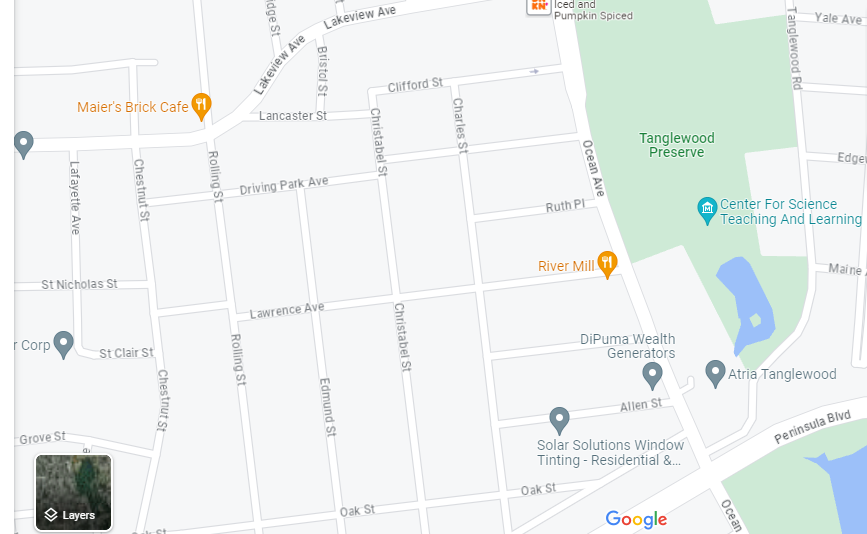 Lakeview Ave
Iced and
Pumpkin Spiced
Yale Ave
Tanglewood Rd
Lakeview Ave
Bristol St
Clifford St
Maier's Brick Cafe
Lancaster St
Christabel St
Charles St
Tanglewood
Preserve
Ocean Ave
Lafayette Ave
Chestnut St
Rolling St
Driving Park Ave
Ruth Pl
Center For Science
Teaching And Learning
River Mill
St Nicholas St
Lawrence Ave
Christabel St
Rolling St
r Corp
St Clair St
DiPuma Wealth
Generators
Atria Tanglewood
Chestnut St
Edmund St
Allen St
Peninsula Blvd
Grove St
Solar Solutions Window
Tinting - Residential &...
Oak St
Oak St
Layers
Google
Ocean